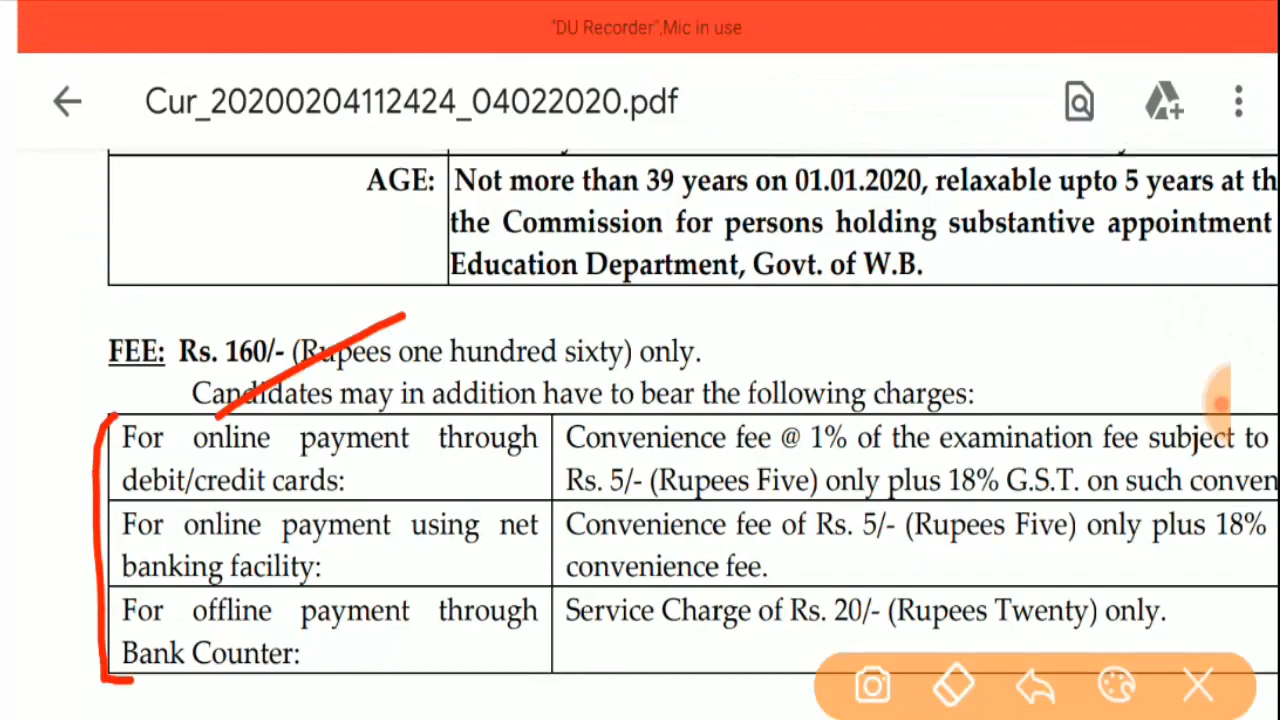 "DU Recorder",Mic in use
Cur_20200204112424_04022020.pdf
AGE: Not more than 39 years on 01.01.2020, relaxable upto 5 years at th
the Commission for persons holding substantive appointment
Education Department, Govt. of W.B.
FEE: Rs. 160/- (Rupees one hundred sixty) only.
Candidates may in addition have to bear the following charges:
For online payment through
debit/credit cards:
Convenience fee @ 1% of the examination fee subject to
Rs. 5/- (Rupees Five) only plus 18% G.S.T. on such conven
For online payment using net
banking facility:
Convenience fee of Rs. 5/- (Rupees Five) only plus 18%
convenience fee.
For offline payment through
Bank Counter:
Service Charge of Rs. 20/- (Rupees Twenty) only.